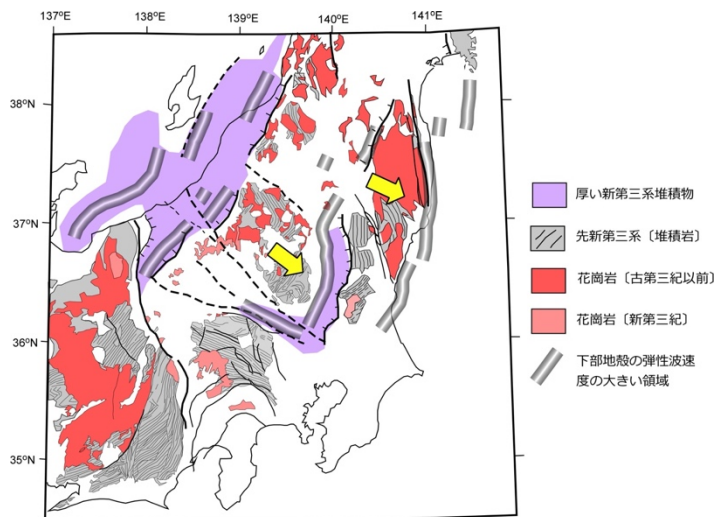 137°E
138°E
139°E
140°E
141°E
38°N
37°N
36°N
35°N
厚い新第三系堆積物
先新第三系〔堆積岩〕
花崗岩〔古第三紀以前〕
花崗岩〔新第三紀〕
下部地殻の弾性波速
度の大きい領域